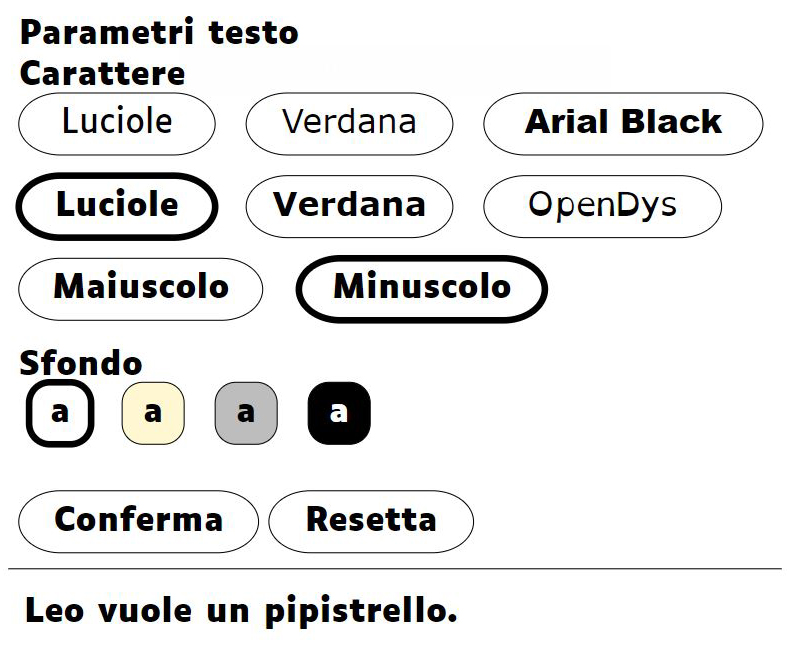 Parametri testo
Carattere
Luciole Verdana Arial Black
Luciole Verdana OpenDys
Maiuscolo Minuscolo
Sfondo
a a a a
Conferma Resetta
Leo vuole un pipistrello.